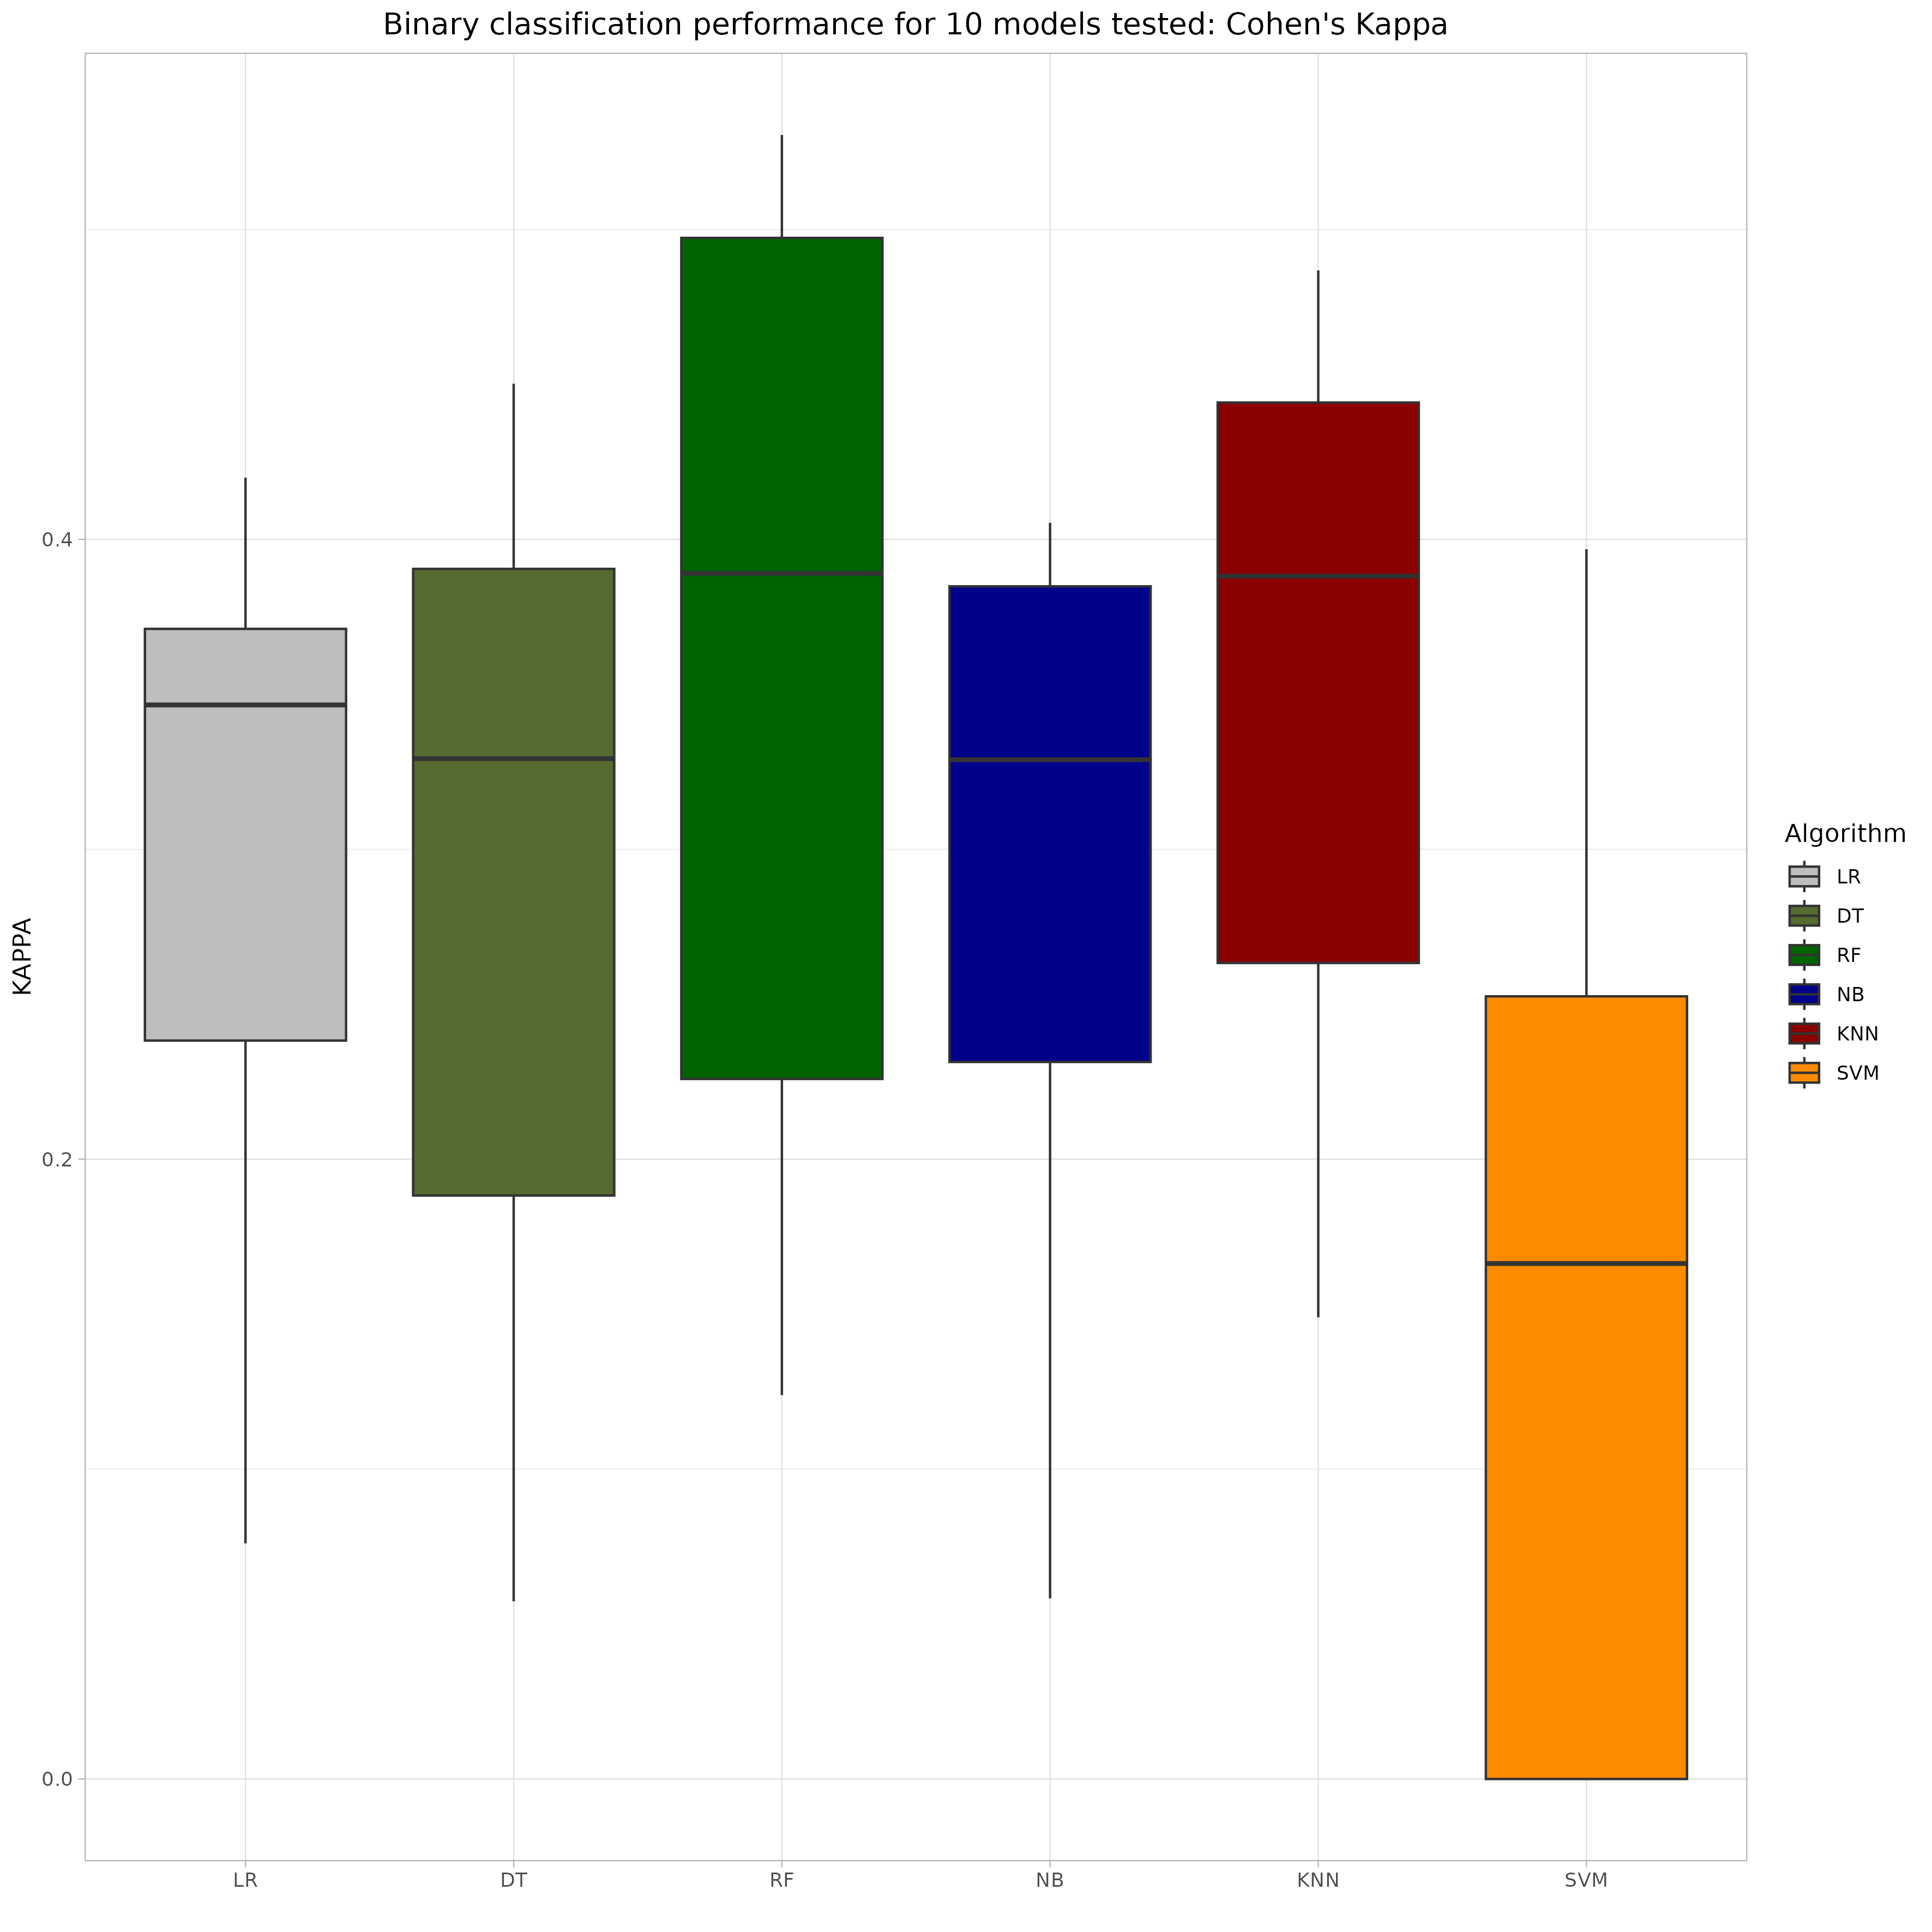 Binary classification performance for 10 models tested: Cohen's Kappa
KAPPA
0.4
0.2
0.0
LR
DT
RF
NB
KNN
SVM
Algorithm
LR
DT
RF
NB
KNN
SVM